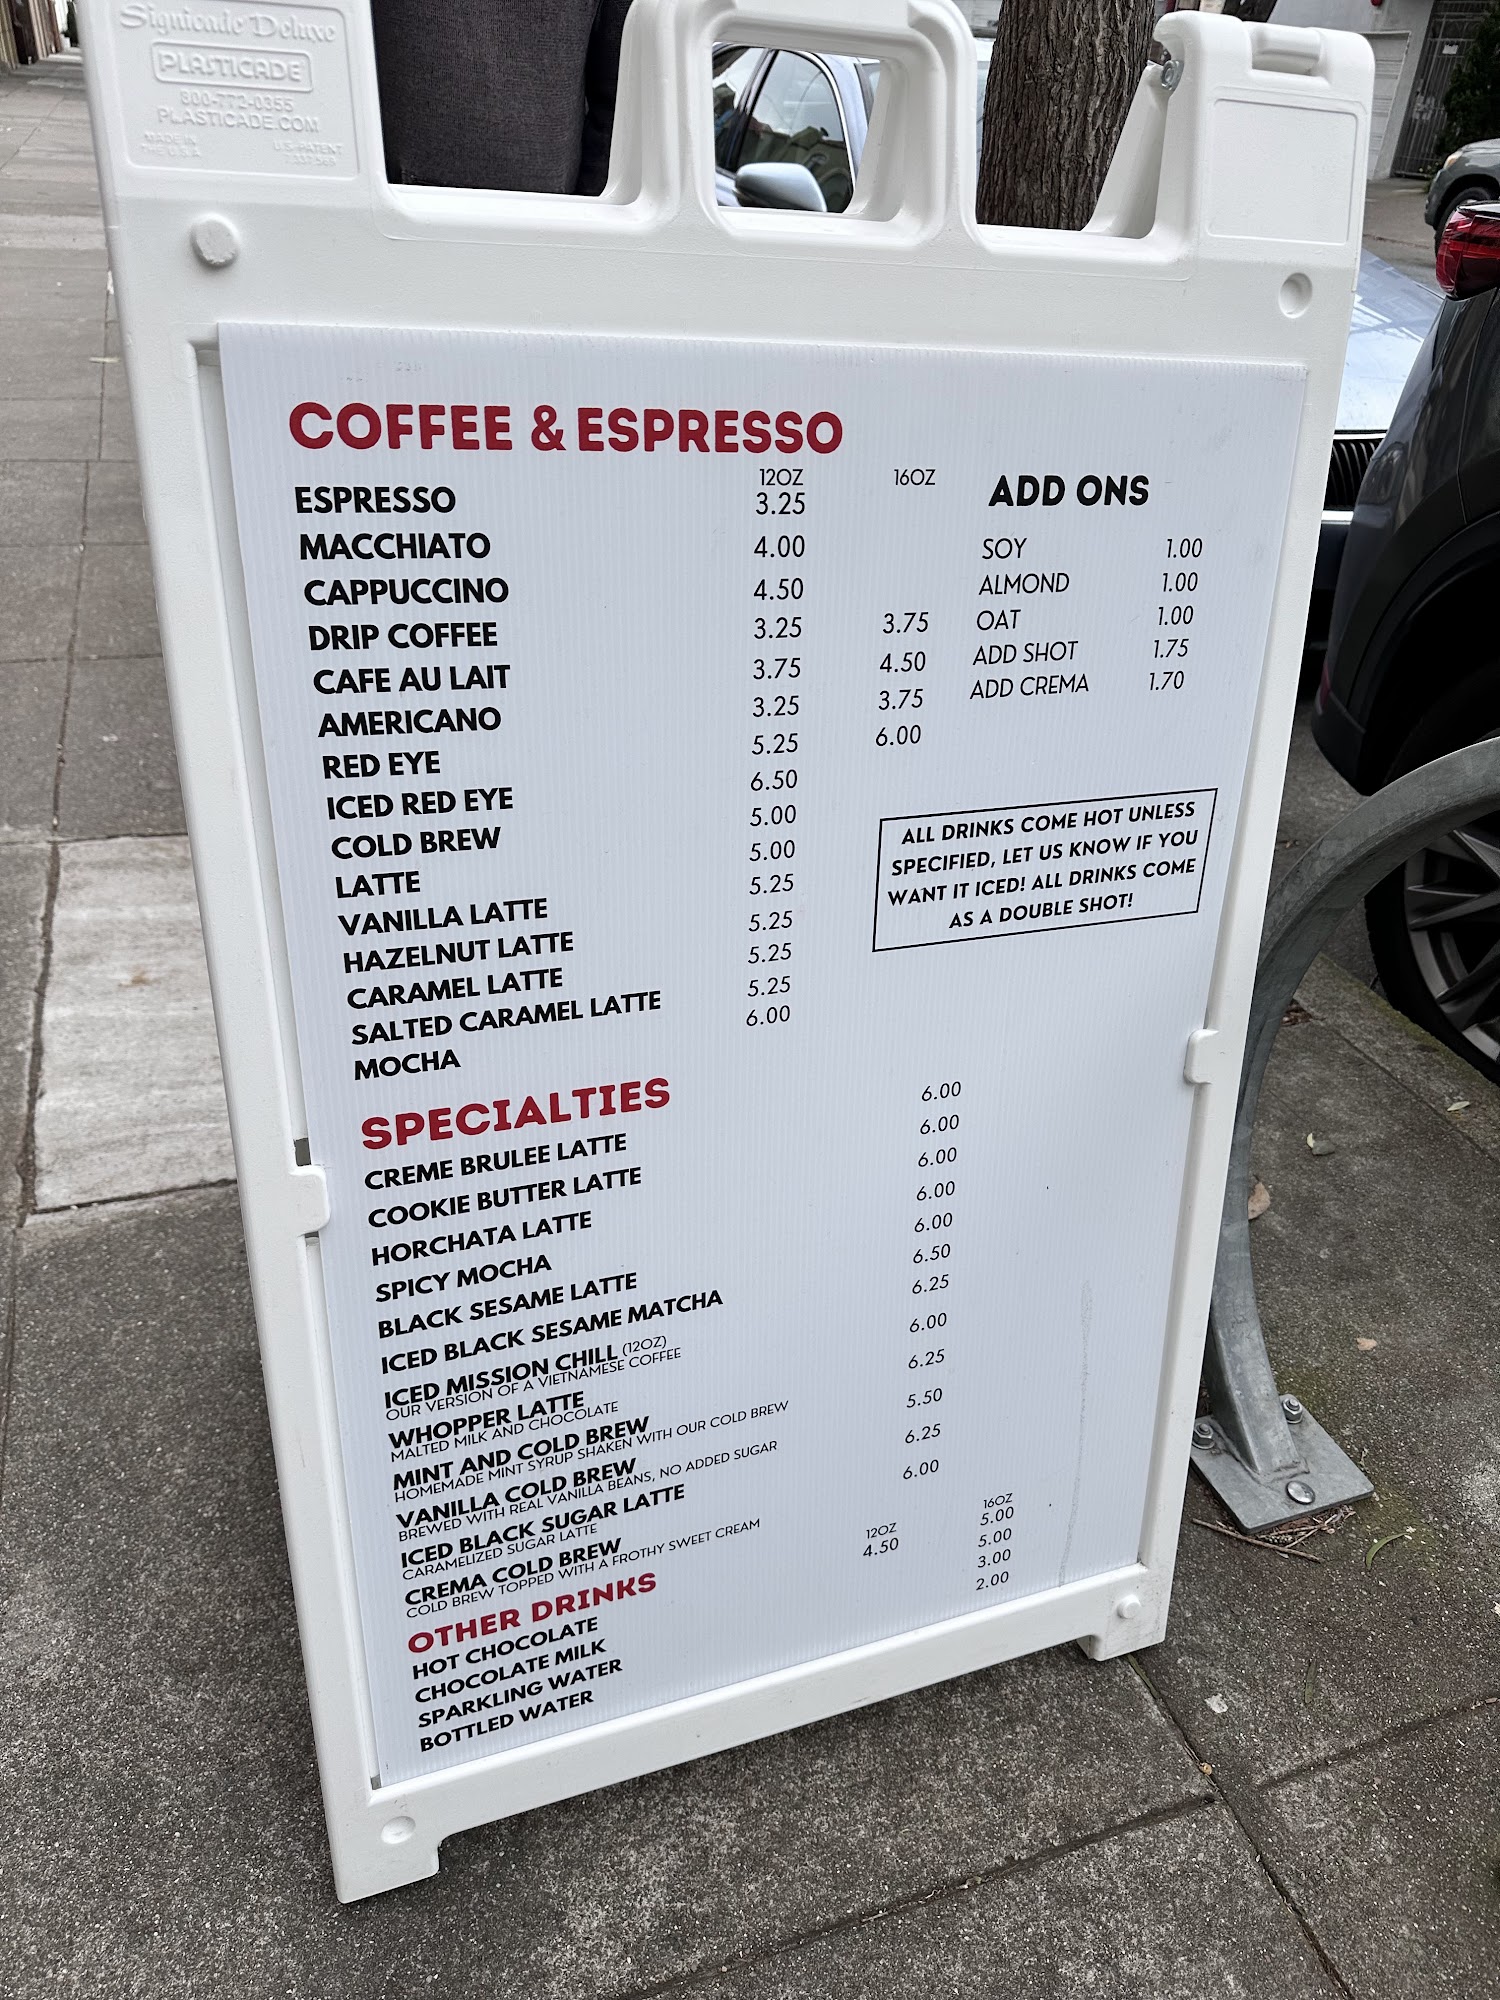 Signicade Deluxe
PLASTICADE
800-772-0355
PLASTICADE.COM
MADE IN THE U.S.A. U.S. PATENT
COFFEE & ESPRESSO
12OZ 16OZ
ESPRESSO 3.25
MACCHIATO 4.00
CAPPUCCINO 4.50
DRIP COFFEE 3.25 3.75
CAFE AU LAIT 3.75 4.50
AMERICANO 3.25 3.75
RED EYE 5.25 6.00
ICED RED EYE 6.50
COLD BREW 5.00
LATTE 5.00
VANILLA LATTE 5.25
HAZELNUT LATTE 5.25
CARAMEL LATTE 5.25
SALTED CARAMEL LATTE 5.25
MOCHA 6.00
ADD ONS
SOY 1.00
ALMOND 1.00
OAT 1.00
ADD SHOT 1.75
ADD CREMA 1.70
ALL DRINKS COME HOT UNLESS
SPECIFIED, LET US KNOW IF YOU
WANT IT ICED! ALL DRINKS COME
AS A DOUBLE SHOT!
SPECIALTIES
CREME BRULEE LATTE 6.00
COOKIE BUTTER LATTE 6.00
HORCHATA LATTE 6.00
SPICY MOCHA 6.00
BLACK SESAME LATTE 6.00
ICED BLACK SESAME MATCHA 6.50
ICED MISSION CHILL (12OZ) 6.25
OUR VERSION OF A VIETNAMESE COFFEE
WHOPPER LATTE 6.00
MALTED MILK AND CHOCOLATE
MINT AND COLD BREW 6.25
HOMEMADE MINT SYRUP SHAKEN WITH OUR COLD BREW
VANILLA COLD BREW 5.50
BREWED WITH REAL VANILLA BEANS, NO ADDED SUGAR
ICED BLACK SUGAR LATTE 6.25
CARAMELIZED SUGAR LATTE
CREMA COLD BREW 6.00
COLD BREW TOPPED WITH A FROTHY SWEET CREAM
OTHER DRINKS
12OZ 16OZ
HOT CHOCOLATE 4.50 5.00
CHOCOLATE MILK 5.00
SPARKLING WATER 3.00
BOTTLED WATER 2.00